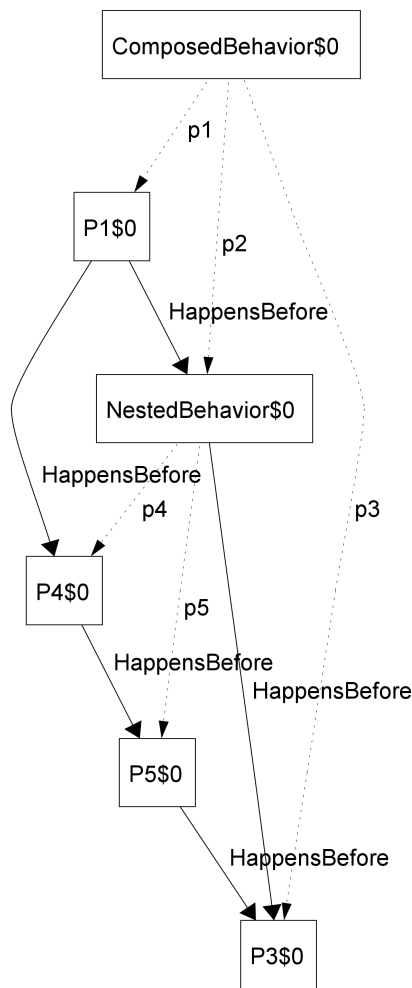 ComposedBehavior$0
p1
P1$0
p2
HappensBefore
NestedBehavior$0
HappensBefore
p4
p3
P4$0
p5
HappensBefore
HappensBefore
P5$0
HappensBefore
P3$0